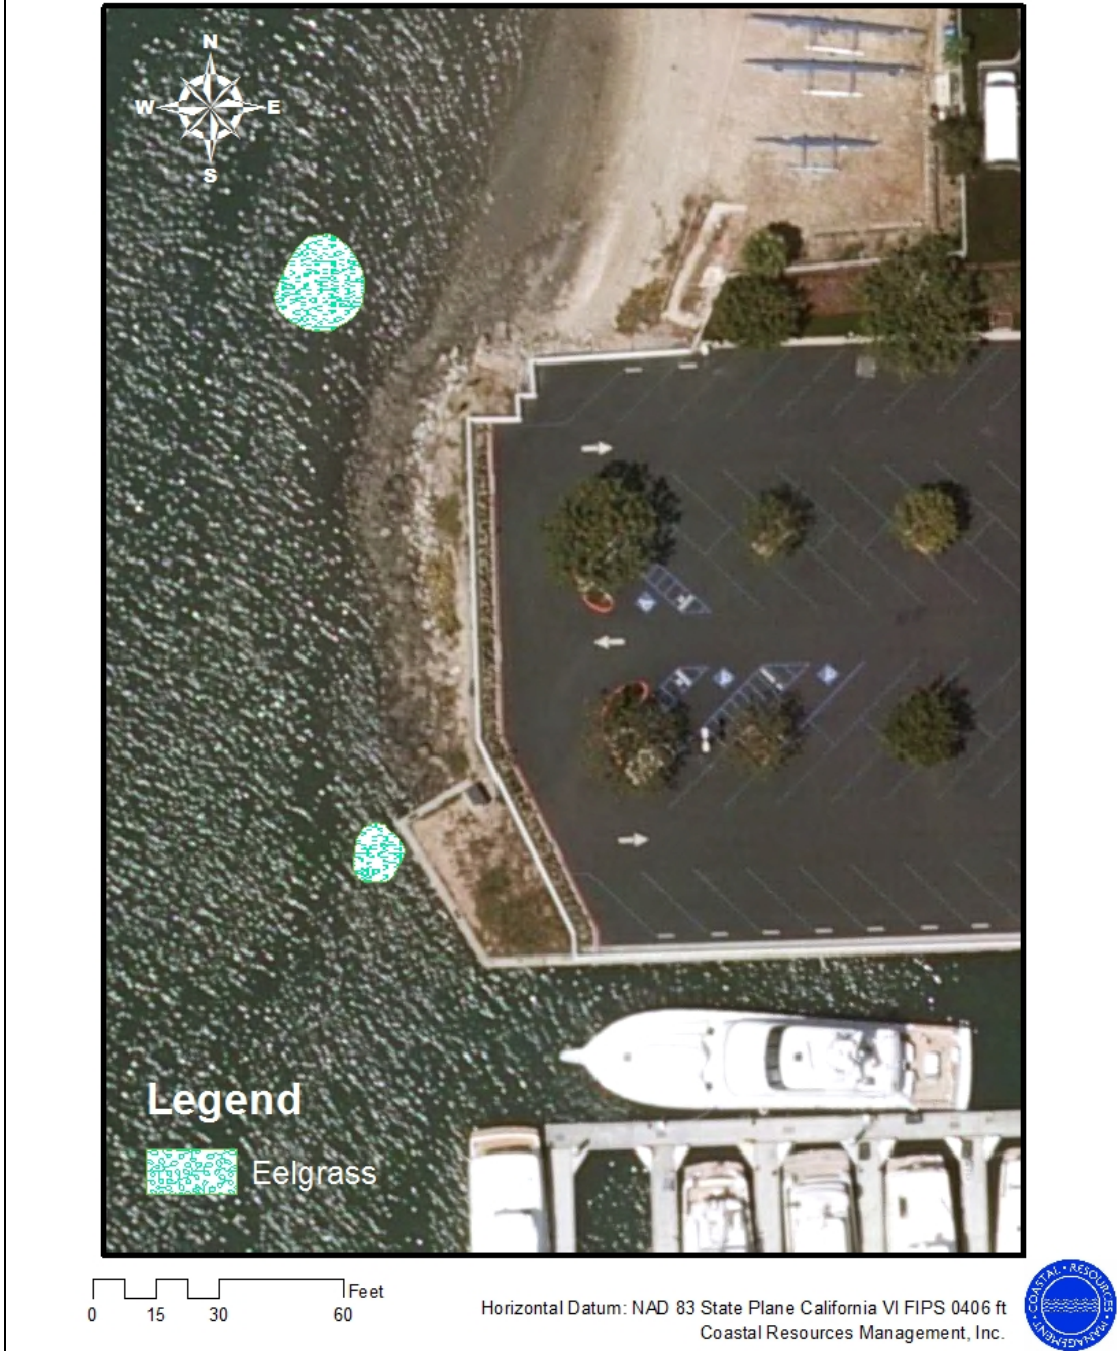 N
W E
S
Legend
Eelgrass
Feet
0 15 30 60
Horizontal Datum: NAD 83 State Plane California VI FIPS 0406 ft
Coastal Resources Management, Inc.
COASTAL • RESOURCES • MANAGEMENT •